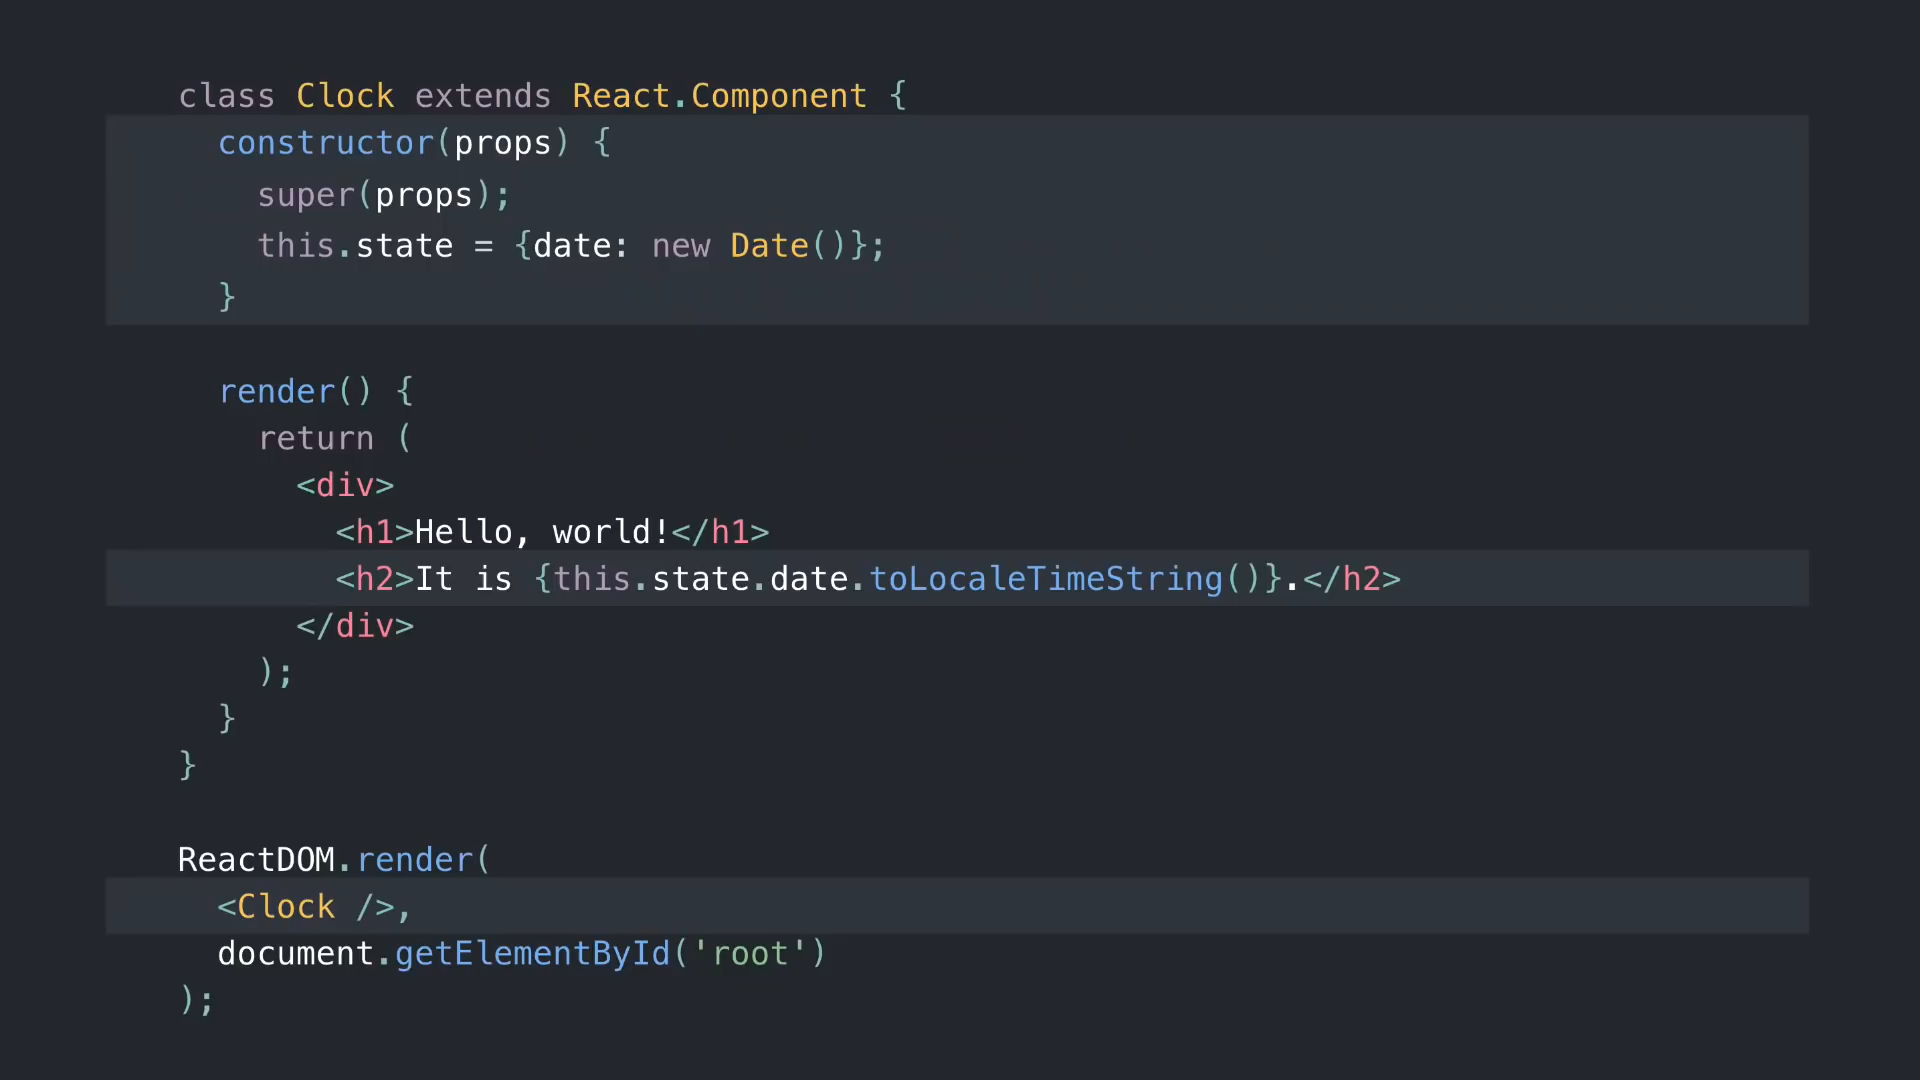 class Clock extends React.Component {
  constructor(props) {
    super(props);
    this.state = {date: new Date()};
  }

  render() {
    return (
      <div>
        <h1>Hello, world!</h1>
        <h2>It is {this.state.date.toLocaleTimeString()}.</h2>
      </div>
    );
  }
}

ReactDOM.render(
  <Clock />,
  document.getElementById('root')
);